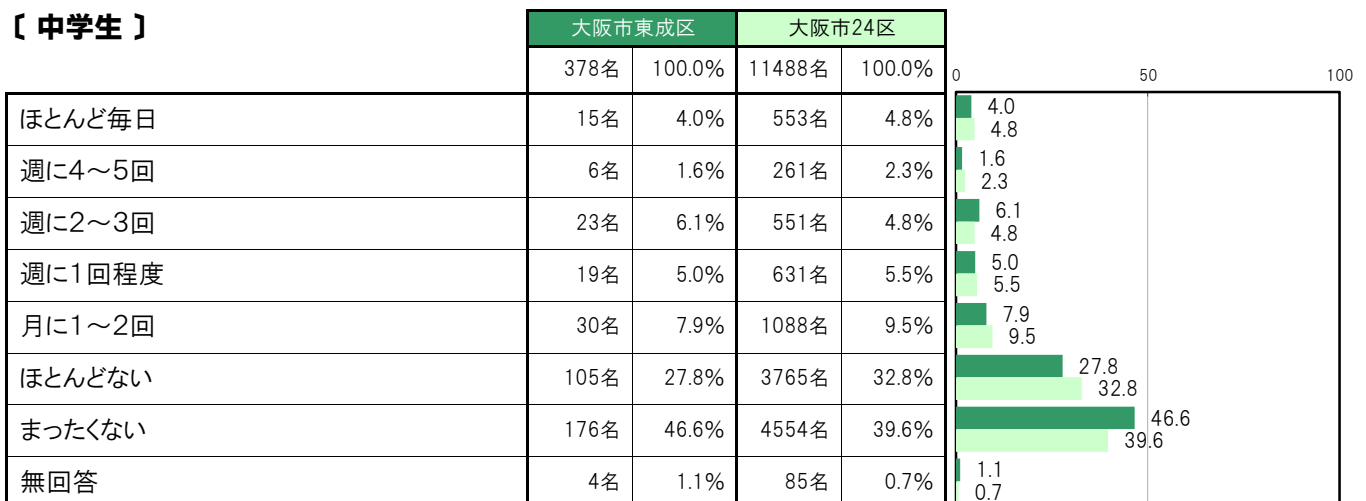 〔 中学生 〕
大阪市東成区 大阪市24区
378名 100.0% 11488名 100.0%
0 50 100
ほとんど毎日 15名 4.0% 553名 4.8%
4.0
4.8
週に4～5回 6名 1.6% 261名 2.3%
1.6
2.3
週に2～3回 23名 6.1% 551名 4.8%
6.1
4.8
週に1回程度 19名 5.0% 631名 5.5%
5.0
5.5
月に1～2回 30名 7.9% 1088名 9.5%
7.9
9.5
ほとんどない 105名 27.8% 3765名 32.8%
27.8
32.8
まったくない 176名 46.6% 4554名 39.6%
46.6
39.6
無回答 4名 1.1% 85名 0.7%
1.1
0.7